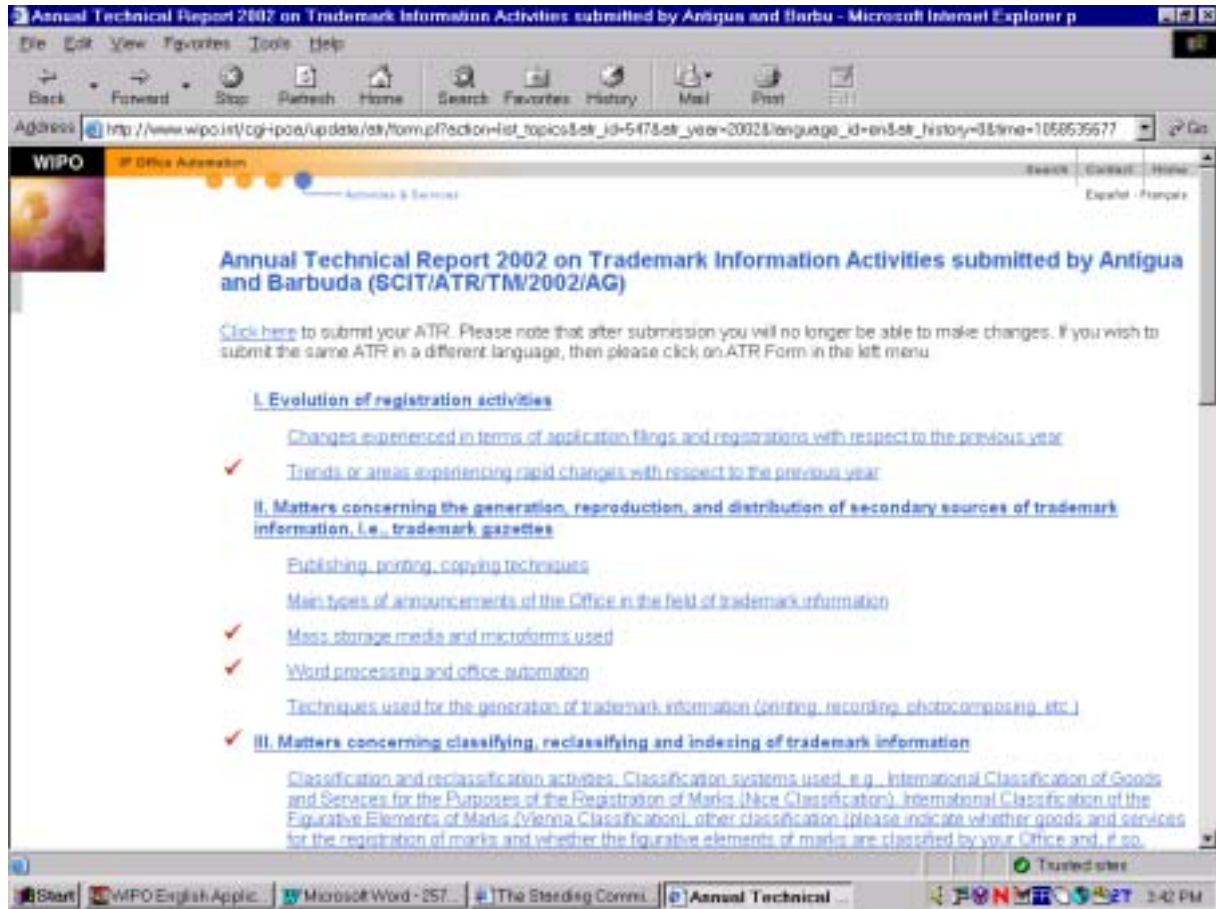 Annual Technical Report 2002 on Trademark Information Activities submitted by Antigua and Barbu - Microsoft Internet Explorer p
File Edit View Favorites Tools Help
Back Forward Stop Refresh Home Search Favorites History Mail Print Edit
Address http://www.wipo.int/cgi-ipoa/update/atr/form.pl?action=list_topics&atr_id=547&atr_year=2002&language_id=en&atr_history=0&time=1058535677 Go
WIPO IP Office Automation Search Contact Home
Activities & Services Español - Français
Annual Technical Report 2002 on Trademark Information Activities submitted by Antigua
and Barbuda (SCIT/ATR/TM/2002/AG)
Click here to submit your ATR. Please note that after submission you will no longer be able to make changes. If you wish to
submit the same ATR in a different language, then please click on ATR Form in the left menu
I. Evolution of registration activities
Changes experienced in terms of application filings and registrations with respect to the previous year
Trends or areas experiencing rapid changes with respect to the previous year
II. Matters concerning the generation, reproduction, and distribution of secondary sources of trademark
information, i.e., trademark gazettes
Publishing, printing, copying techniques
Main types of announcements of the Office in the field of trademark information
Mass storage media and microforms used
Word processing and office automation
Techniques used for the generation of trademark information (printing, recording, photocomposing, etc.)
III. Matters concerning classifying, reclassifying and indexing of trademark information
Classification and reclassification activities; Classification systems used, e.g., International Classification of Goods
and Services for the Purposes of the Registration of Marks (Nice Classification), International Classification of the
Figurative Elements of Marks (Vienna Classification), other classification (please indicate whether goods and services
for the registration of marks and whether the figurative elements of marks are classified by your Office and, if so,
Trusted sites
Start WIPO English Applic... Microsoft Word - 257... The Standing Commi... Annual Technical ... 3:42 PM